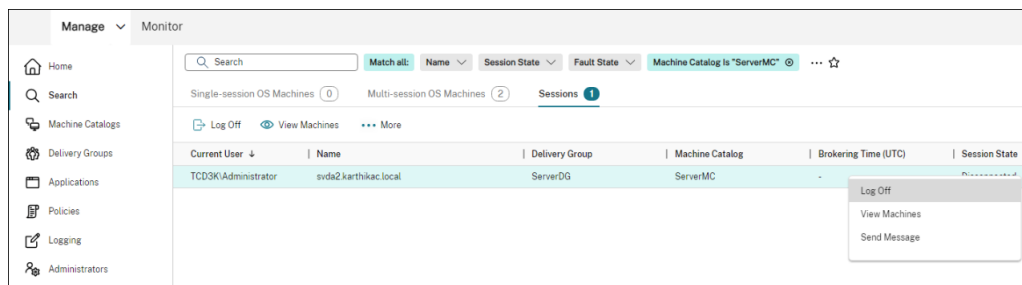 Manage Monitor
Home
Search
Machine Catalogs
Delivery Groups
Applications
Policies
Logging
Administrators
Search Match all: Name Session State Fault State Machine Catalog Is "ServerMC"
Single-session OS Machines 0 Multi-session OS Machines 2 Sessions 1
Log Off View Machines More
Current User Name Delivery Group Machine Catalog Brokering Time (UTC) Session State
TCD3K\Administrator svda2.karthikac.local ServerDG ServerMC - Disconnected
Log Off
View Machines
Send Message